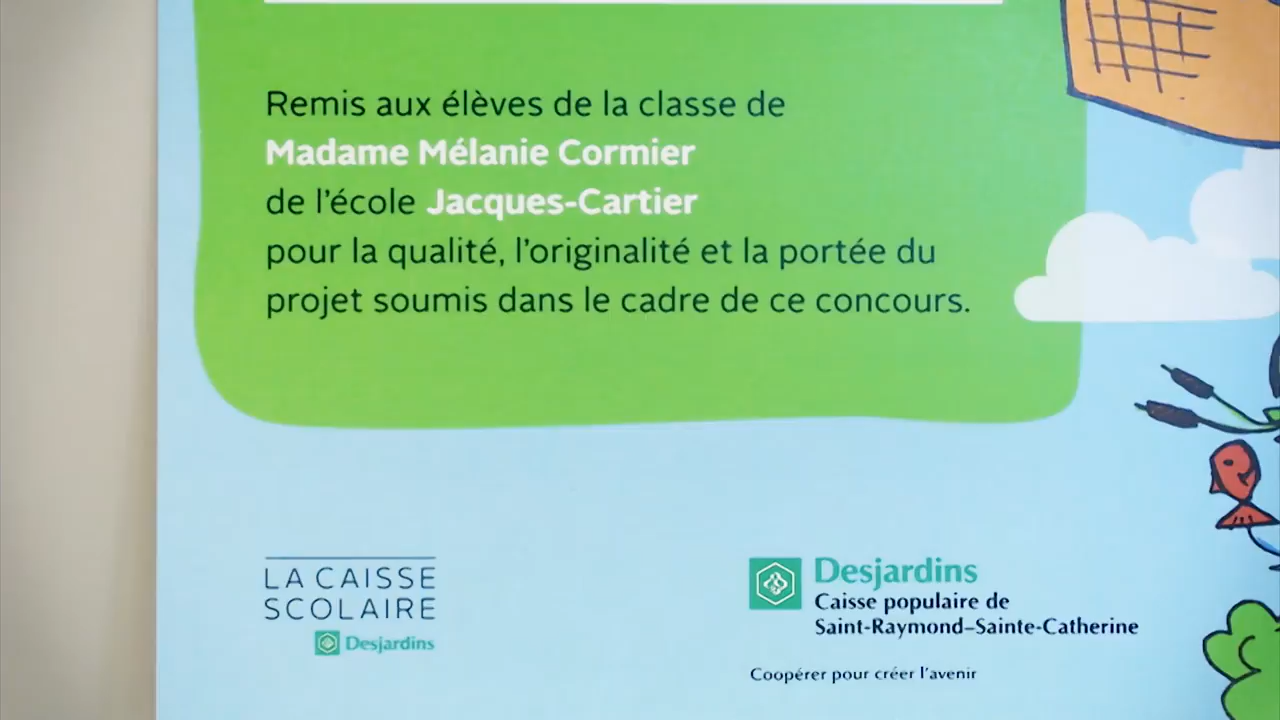 Remis aux élèves de la classe de
Madame Mélanie Cormier
de l'école Jacques-Cartier
pour la qualité, l'originalité et la portée du
projet soumis dans le cadre de ce concours.
LA CAISSE
SCOLAIRE
Desjardins
Desjardins
Caisse populaire de
Saint-Raymond–Sainte-Catherine
Coopérer pour créer l'avenir